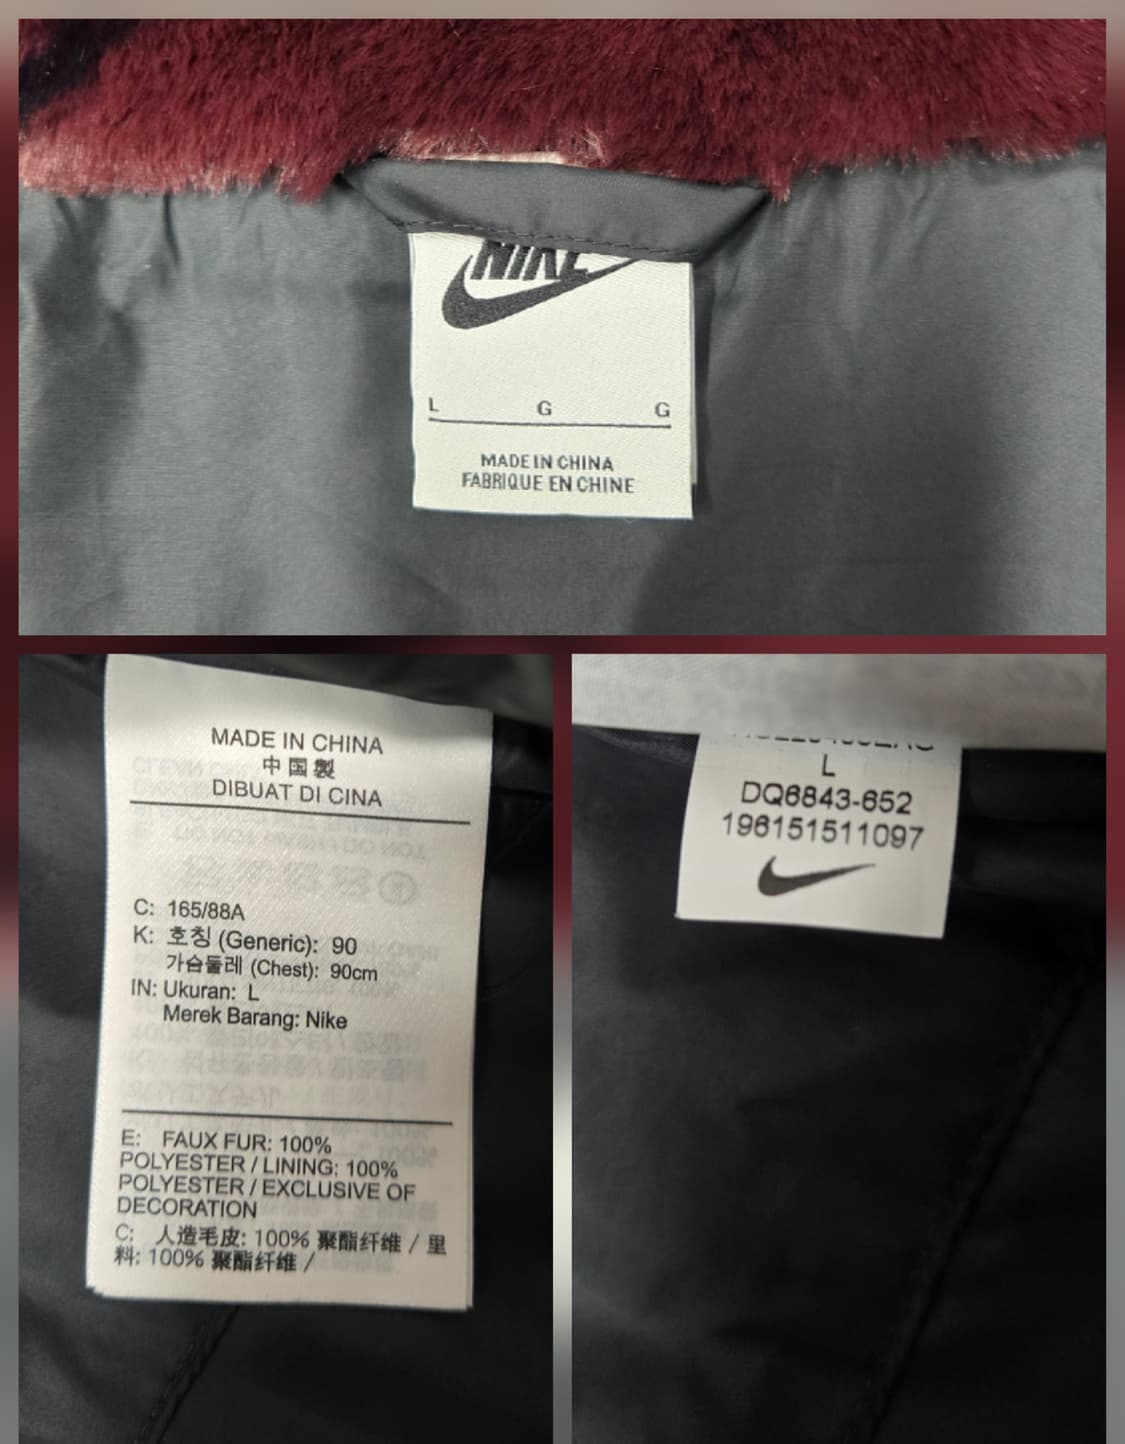 NIKE
L G G
MADE IN CHINA
FABRIQUE EN CHINE
MADE IN CHINA
中国製
DIBUAT DI CINA
C: 165/88A
K: 호칭 (Generic): 90
가슴둘레 (Chest): 90cm
IN: Ukuran: L
Merek Barang: Nike
E: FAUX FUR: 100%
POLYESTER / LINING: 100%
POLYESTER / EXCLUSIVE OF
DECORATION
C: 人造毛皮: 100% 聚酯纤维 / 里
料: 100% 聚酯纤维 /
L
DQ6843-652
196151511097